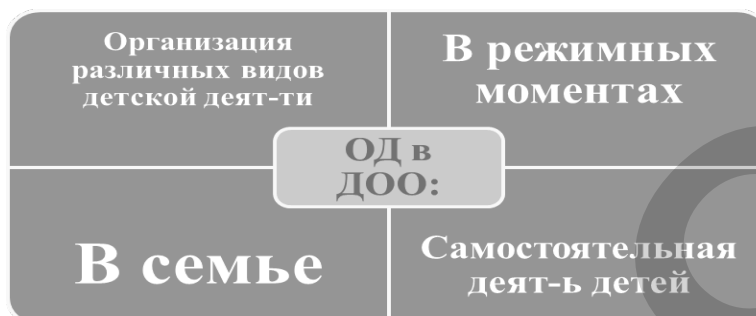 Организация
различных видов
детской деят-ти
В режимных
моментах
ОД в
ДОО:
В семье
Самостоятельная
деят-ь детей